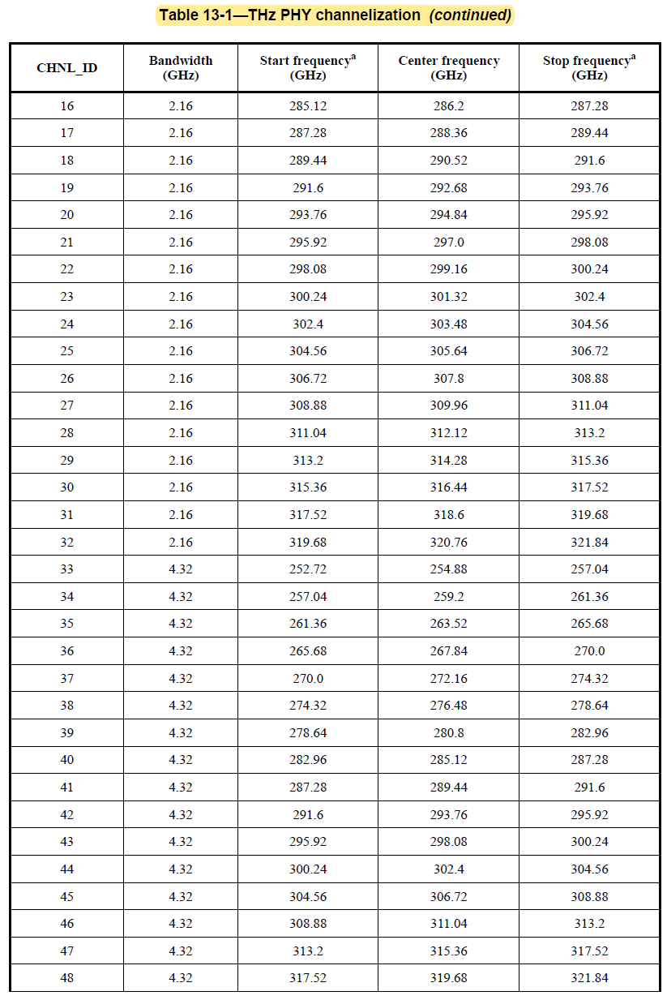 Table 13-1—THz PHY channelization (continued)
CHNL_ID Bandwidth (GHz) Start frequencyᵃ (GHz) Center frequency (GHz) Stop frequencyᵃ (GHz)
16 2.16 285.12 286.2 287.28
17 2.16 287.28 288.36 289.44
18 2.16 289.44 290.52 291.6
19 2.16 291.6 292.68 293.76
20 2.16 293.76 294.84 295.92
21 2.16 295.92 297.0 298.08
22 2.16 298.08 299.16 300.24
23 2.16 300.24 301.32 302.4
24 2.16 302.4 303.48 304.56
25 2.16 304.56 305.64 306.72
26 2.16 306.72 307.8 308.88
27 2.16 308.88 309.96 311.04
28 2.16 311.04 312.12 313.2
29 2.16 313.2 314.28 315.36
30 2.16 315.36 316.44 317.52
31 2.16 317.52 318.6 319.68
32 2.16 319.68 320.76 321.84
33 4.32 252.72 254.88 257.04
34 4.32 257.04 259.2 261.36
35 4.32 261.36 263.52 265.68
36 4.32 265.68 267.84 270.0
37 4.32 270.0 272.16 274.32
38 4.32 274.32 276.48 278.64
39 4.32 278.64 280.8 282.96
40 4.32 282.96 285.12 287.28
41 4.32 287.28 289.44 291.6
42 4.32 291.6 293.76 295.92
43 4.32 295.92 298.08 300.24
44 4.32 300.24 302.4 304.56
45 4.32 304.56 306.72 308.88
46 4.32 308.88 311.04 313.2
47 4.32 313.2 315.36 317.52
48 4.32 317.52 319.68 321.84